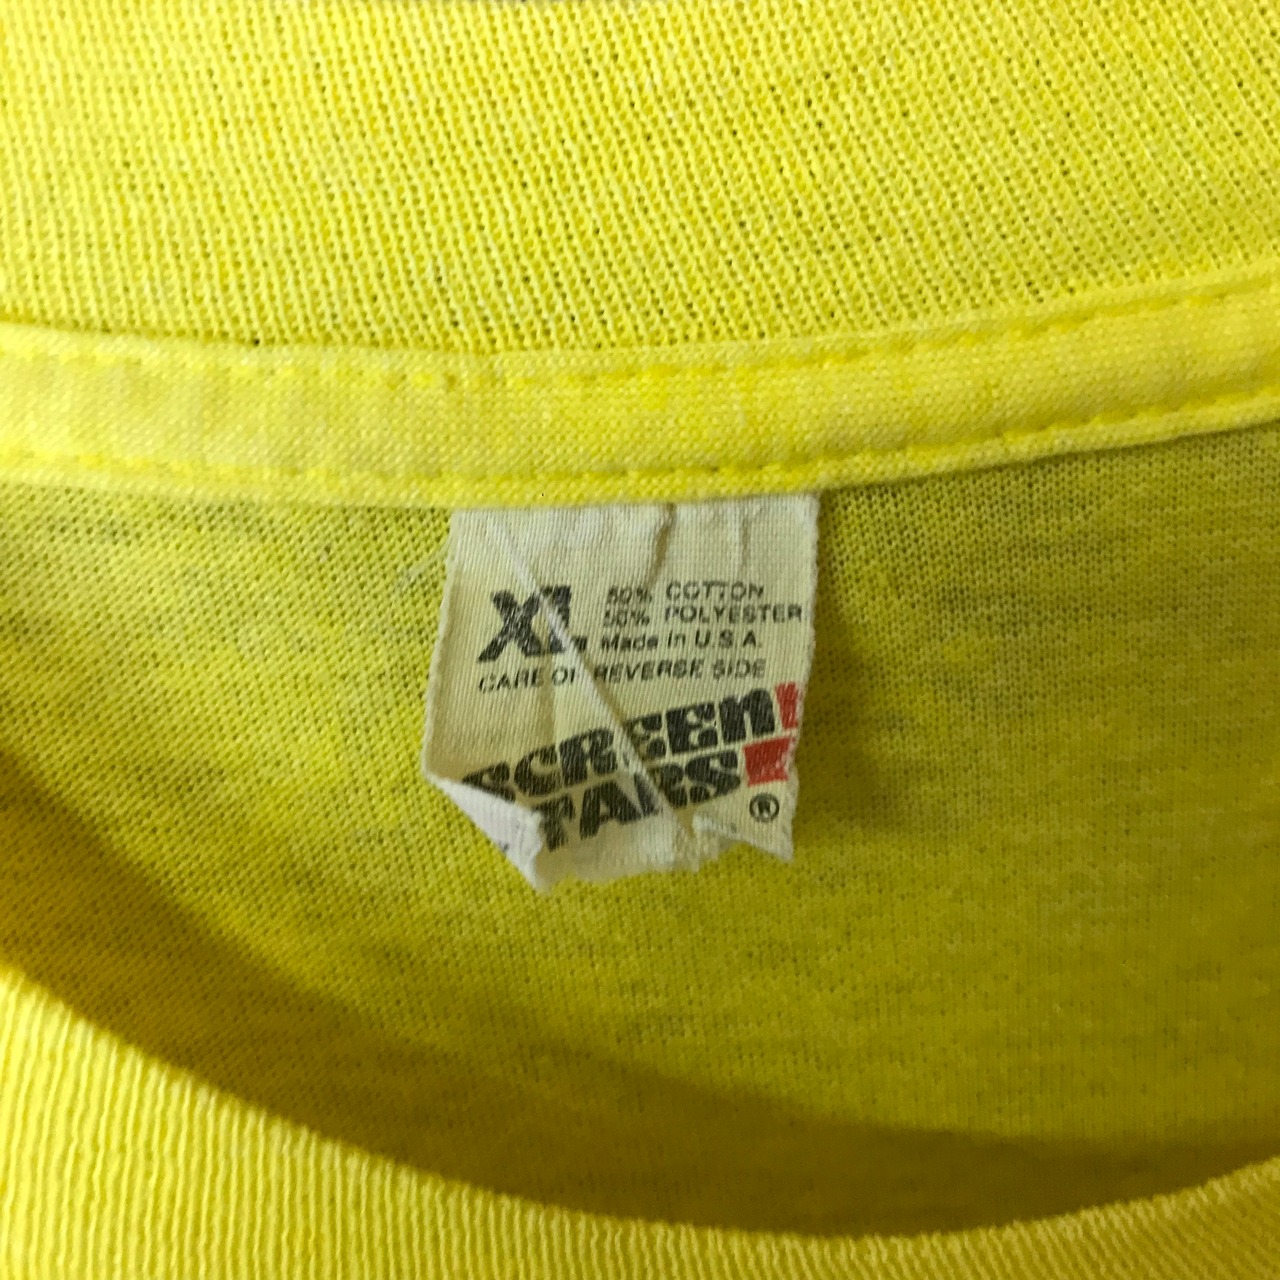 XL
50% COTTON
50% POLYESTER
Made in U.S.A.
CARE ON REVERSE SIDE
SCREEN
STARS
®